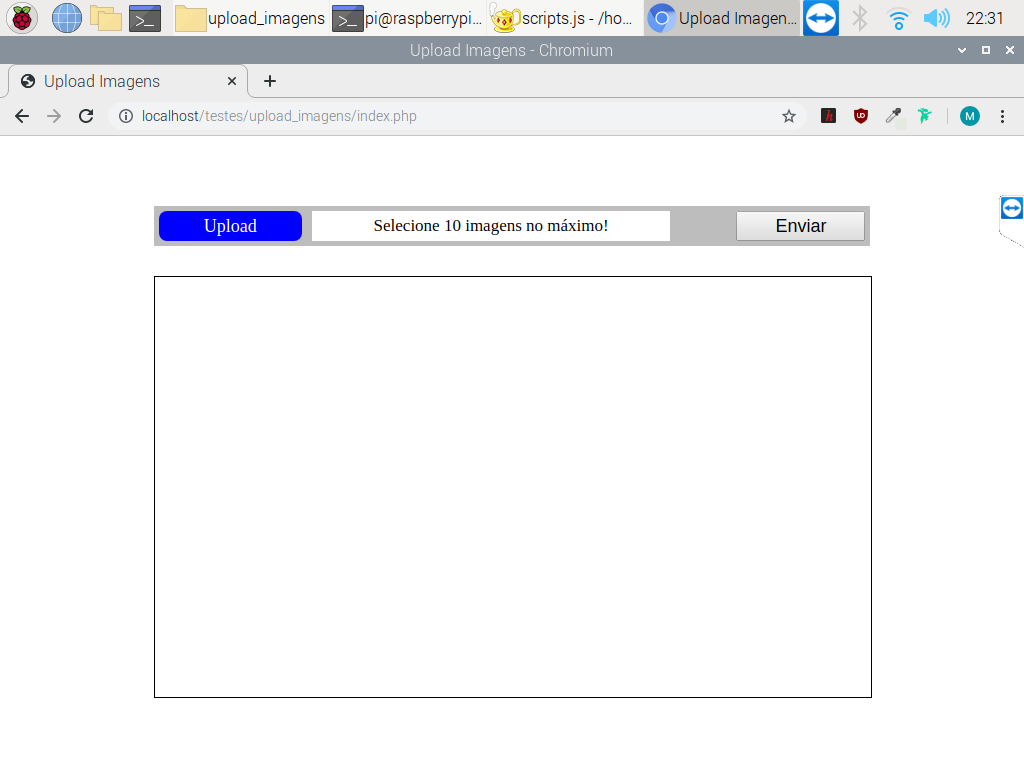 upload_imagens
pi@raspberrypi...
scripts.js - /ho...
Upload Imagen...
22:31
Upload Imagens - Chromium
Upload Imagens
localhost/testes/upload_imagens/index.php
h
UO
M
Upload
Selecione 10 imagens no máximo!
Enviar